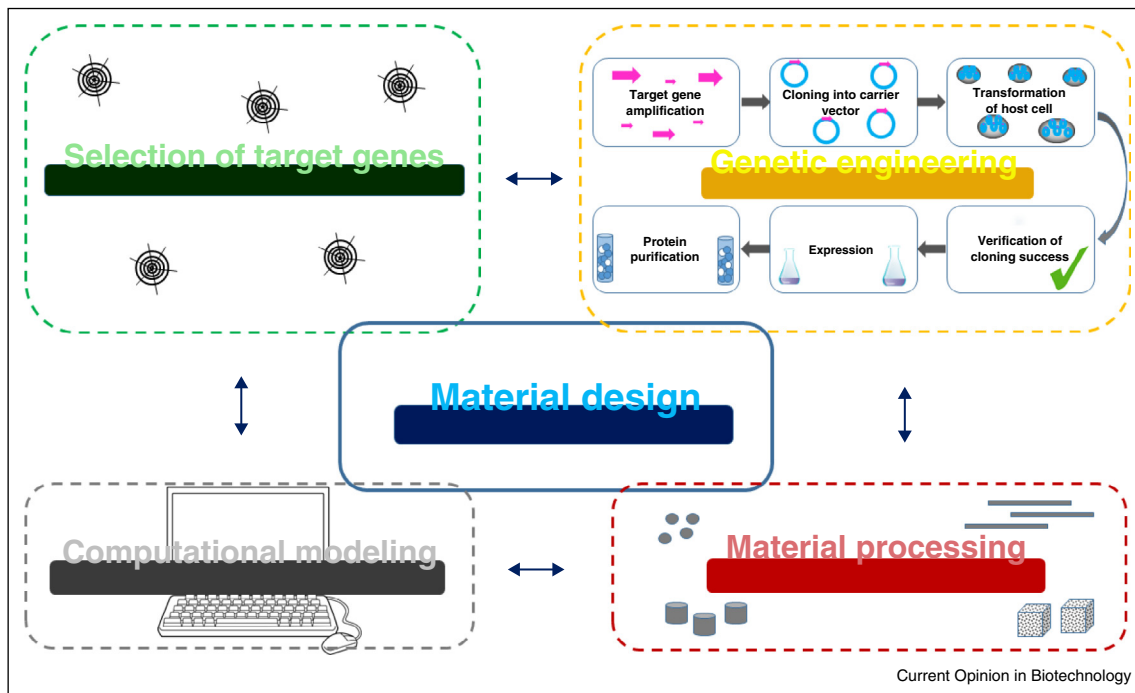 Selection of target genes
Target gene
amplification
Cloning into carrier
vector
Transformation
of host cell
Genetic engineering
Protein
purification
Expression
Verification of
cloning success
Material design
Computational modeling
Material processing
Current Opinion in Biotechnology